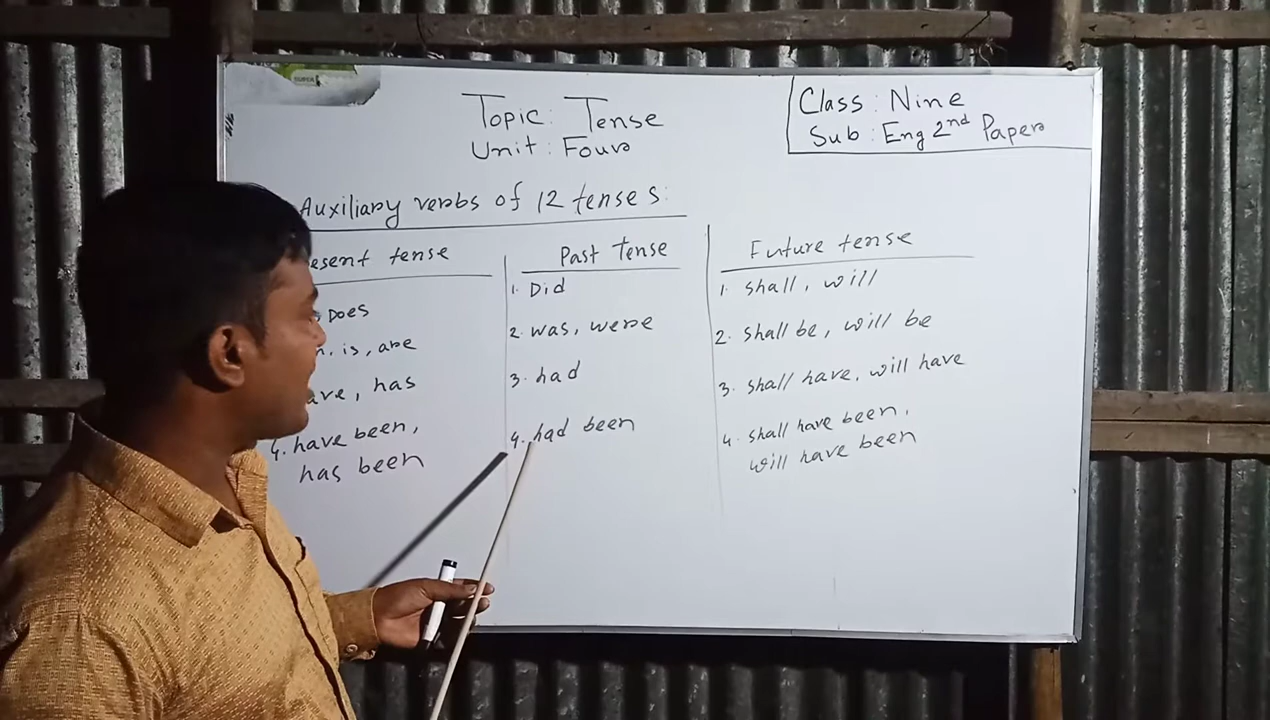 Topic: Tense
Unit: Four
Class: Nine
Sub: Eng 2nd Paper
Auxiliary verbs of 12 tenses:
esent tense
Does
is, are
ave, has
4. have been,
has been
Past Tense
1. Did
2. was, were
3. had
4. had been
Future tense
1. shall, will
2. shall be, will be
3. shall have, will have
4. shall have been,
will have been